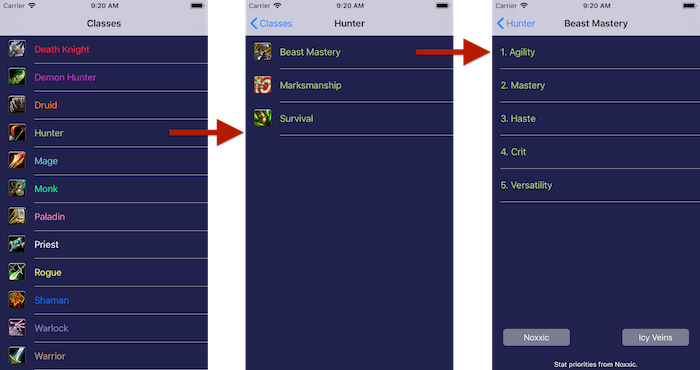 Carrier 9:20 AM
Classes
Death Knight
Demon Hunter
Druid
Hunter
Mage
Monk
Paladin
Priest
Rogue
Shaman
Warlock
Warrior
Carrier 9:20 AM
Classes Hunter
Beast Mastery
Marksmanship
Survival
Carrier 9:20 AM
Hunter Beast Mastery
1. Agility
2. Mastery
3. Haste
4. Crit
5. Versatility
Noxxic Icy Veins
Stat priorities from Noxxic.